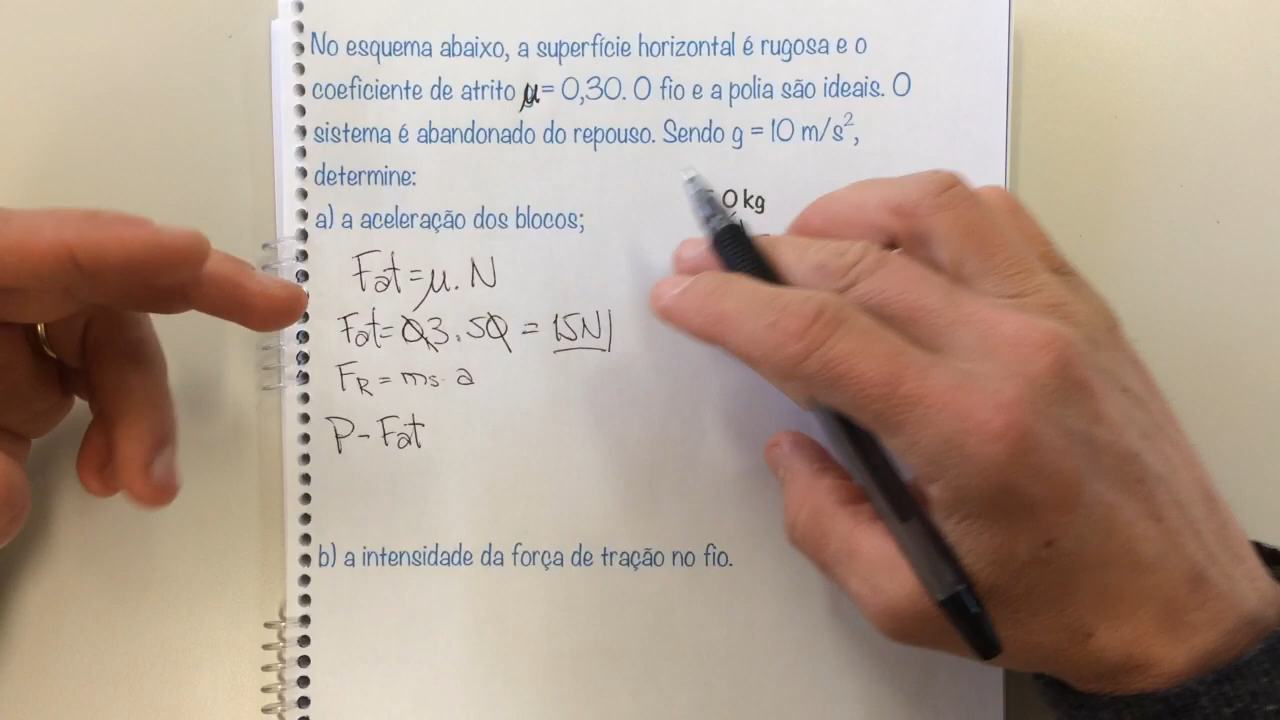 No esquema abaixo, a superfície horizontal é rugosa e o
coeficiente de atrito μ = 0,30. O fio e a polia são ideais. O
sistema é abandonado do repouso. Sendo g = 10 m/s²,
determine:
0 kg
a) a aceleração dos blocos;
Fat = μ. N
Fat = 0,3 . 50 = 15N
FR = ms. a
P - Fat
b) a intensidade da força de tração no fio.